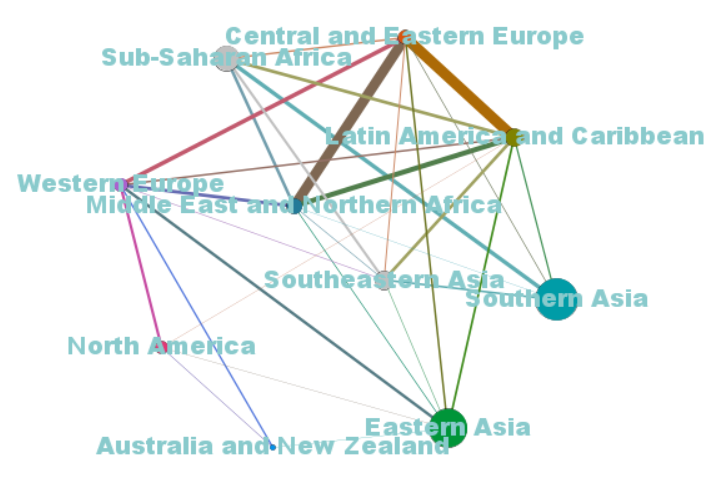 Central and Eastern Europe
Sub-Saharan Africa
Latin America and Caribbean
Western Europe
Middle East and Northern Africa
Southeastern Asia
Southern Asia
North America
Eastern Asia
Australia and New Zealand